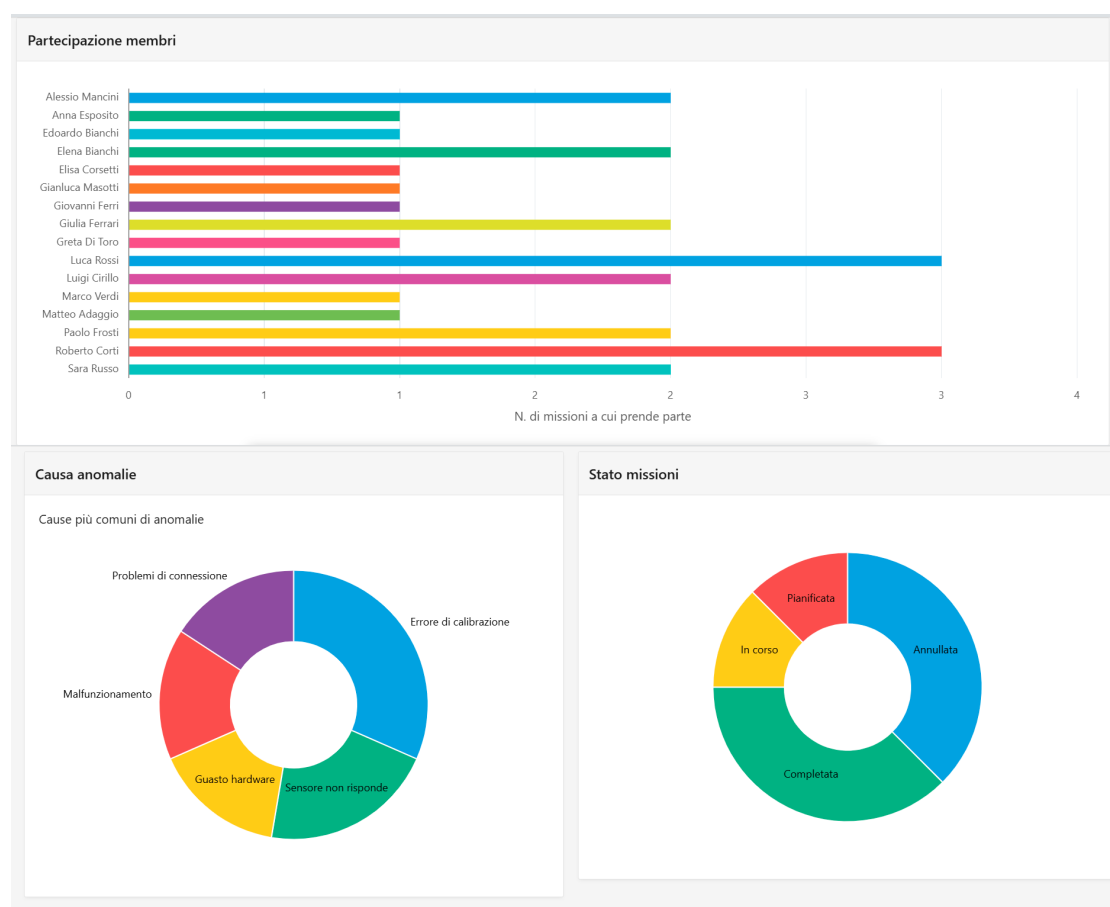 Partecipazione membri
Alessio Mancini
Anna Esposito
Edoardo Bianchi
Elena Bianchi
Elisa Corsetti
Gianluca Masotti
Giovanni Ferri
Giulia Ferrari
Greta Di Toro
Luca Rossi
Luigi Cirillo
Marco Verdi
Matteo Adaggio
Paolo Frosti
Roberto Corti
Sara Russo
0 1 1 2 2 3 3 4
N. di missioni a cui prende parte
Causa anomalie
Cause più comuni di anomalie
Problemi di connessione
Errore di calibrazione
Malfunzionamento
Guasto hardware
Sensore non risponde
Stato missioni
Pianificata
In corso
Annullata
Completata